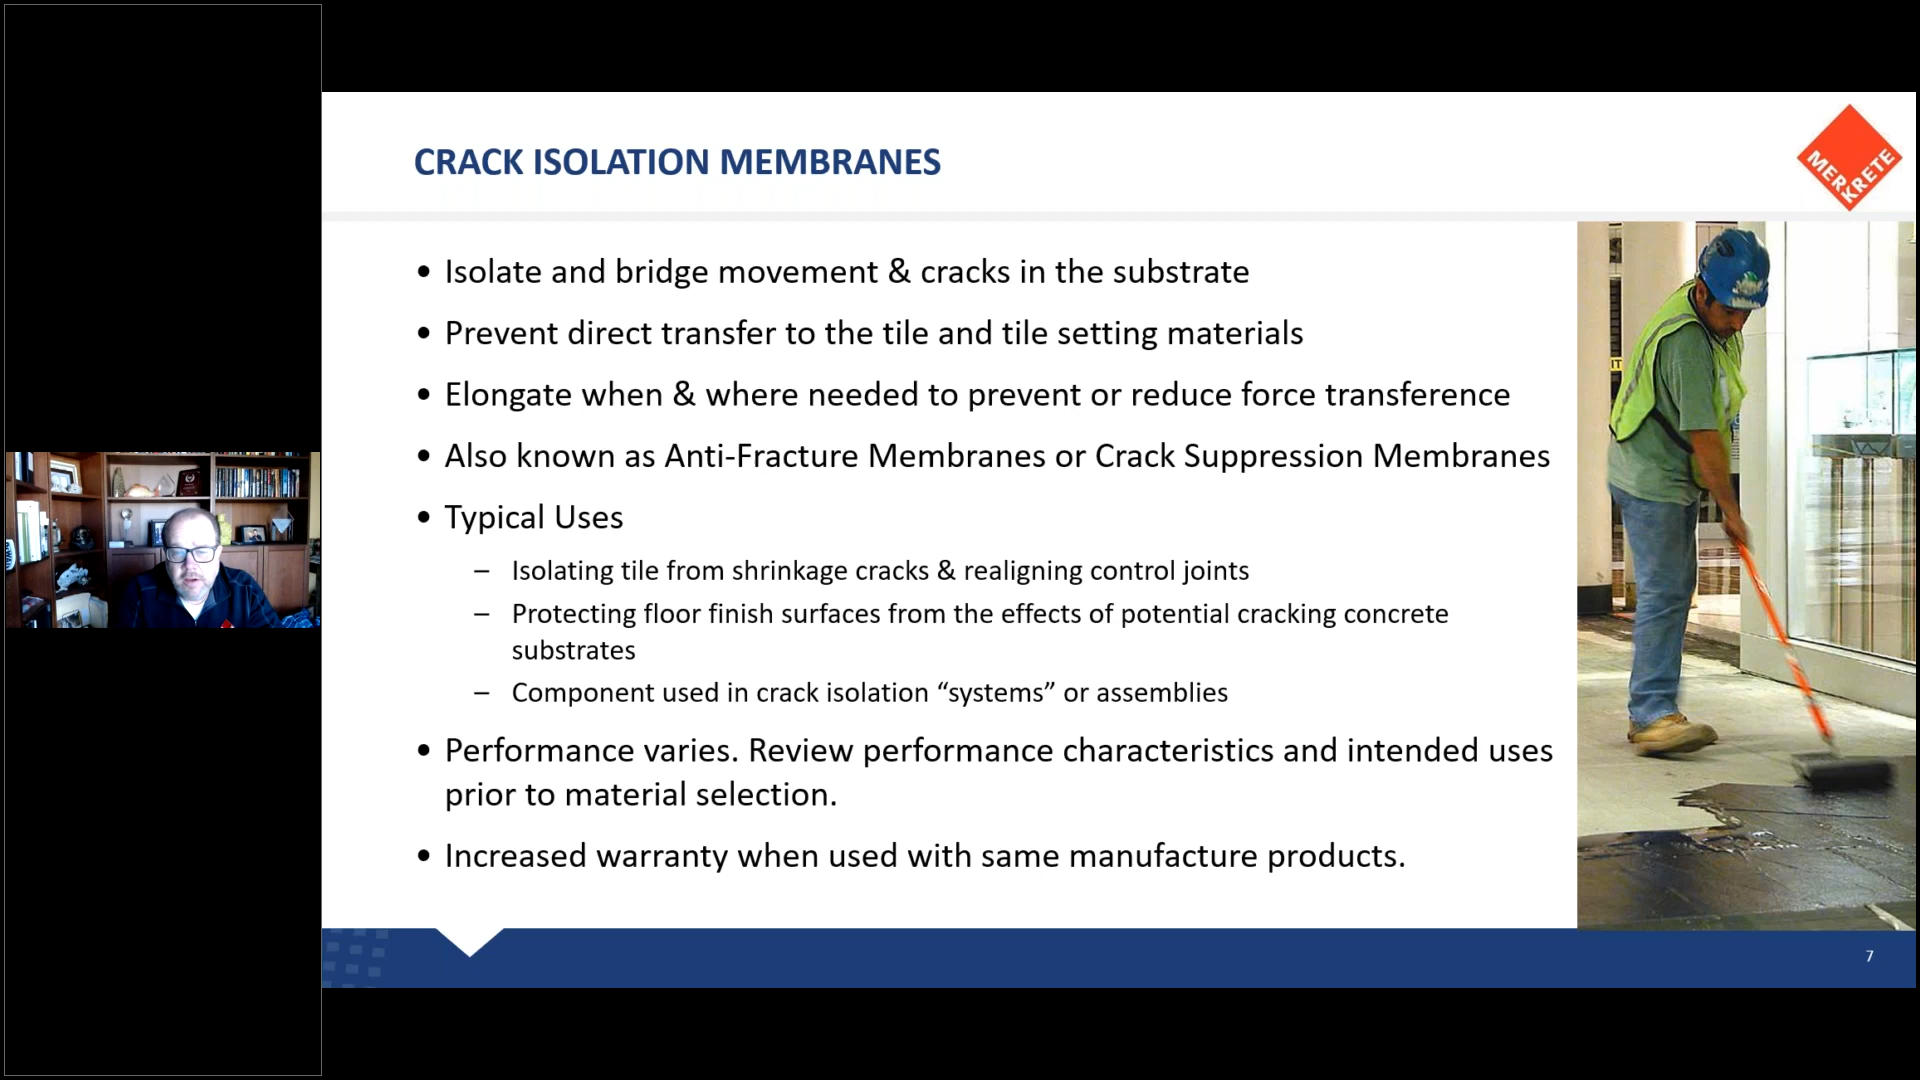 CRACK ISOLATION MEMBRANES
MERKRETE
• Isolate and bridge movement & cracks in the substrate
• Prevent direct transfer to the tile and tile setting materials
• Elongate when & where needed to prevent or reduce force transference
• Also known as Anti-Fracture Membranes or Crack Suppression Membranes
• Typical Uses
– Isolating tile from shrinkage cracks & realigning control joints
– Protecting floor finish surfaces from the effects of potential cracking concrete
substrates
– Component used in crack isolation “systems” or assemblies
• Performance varies. Review performance characteristics and intended uses
prior to material selection.
• Increased warranty when used with same manufacture products.
7